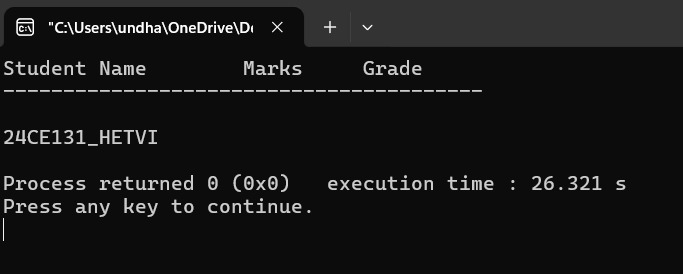 "C:\Users\undha\OneDrive\De
Student Name        Marks     Grade
----------------------------------------
24CE131_HETVI
Process returned 0 (0x0)   execution time : 26.321 s
Press any key to continue.